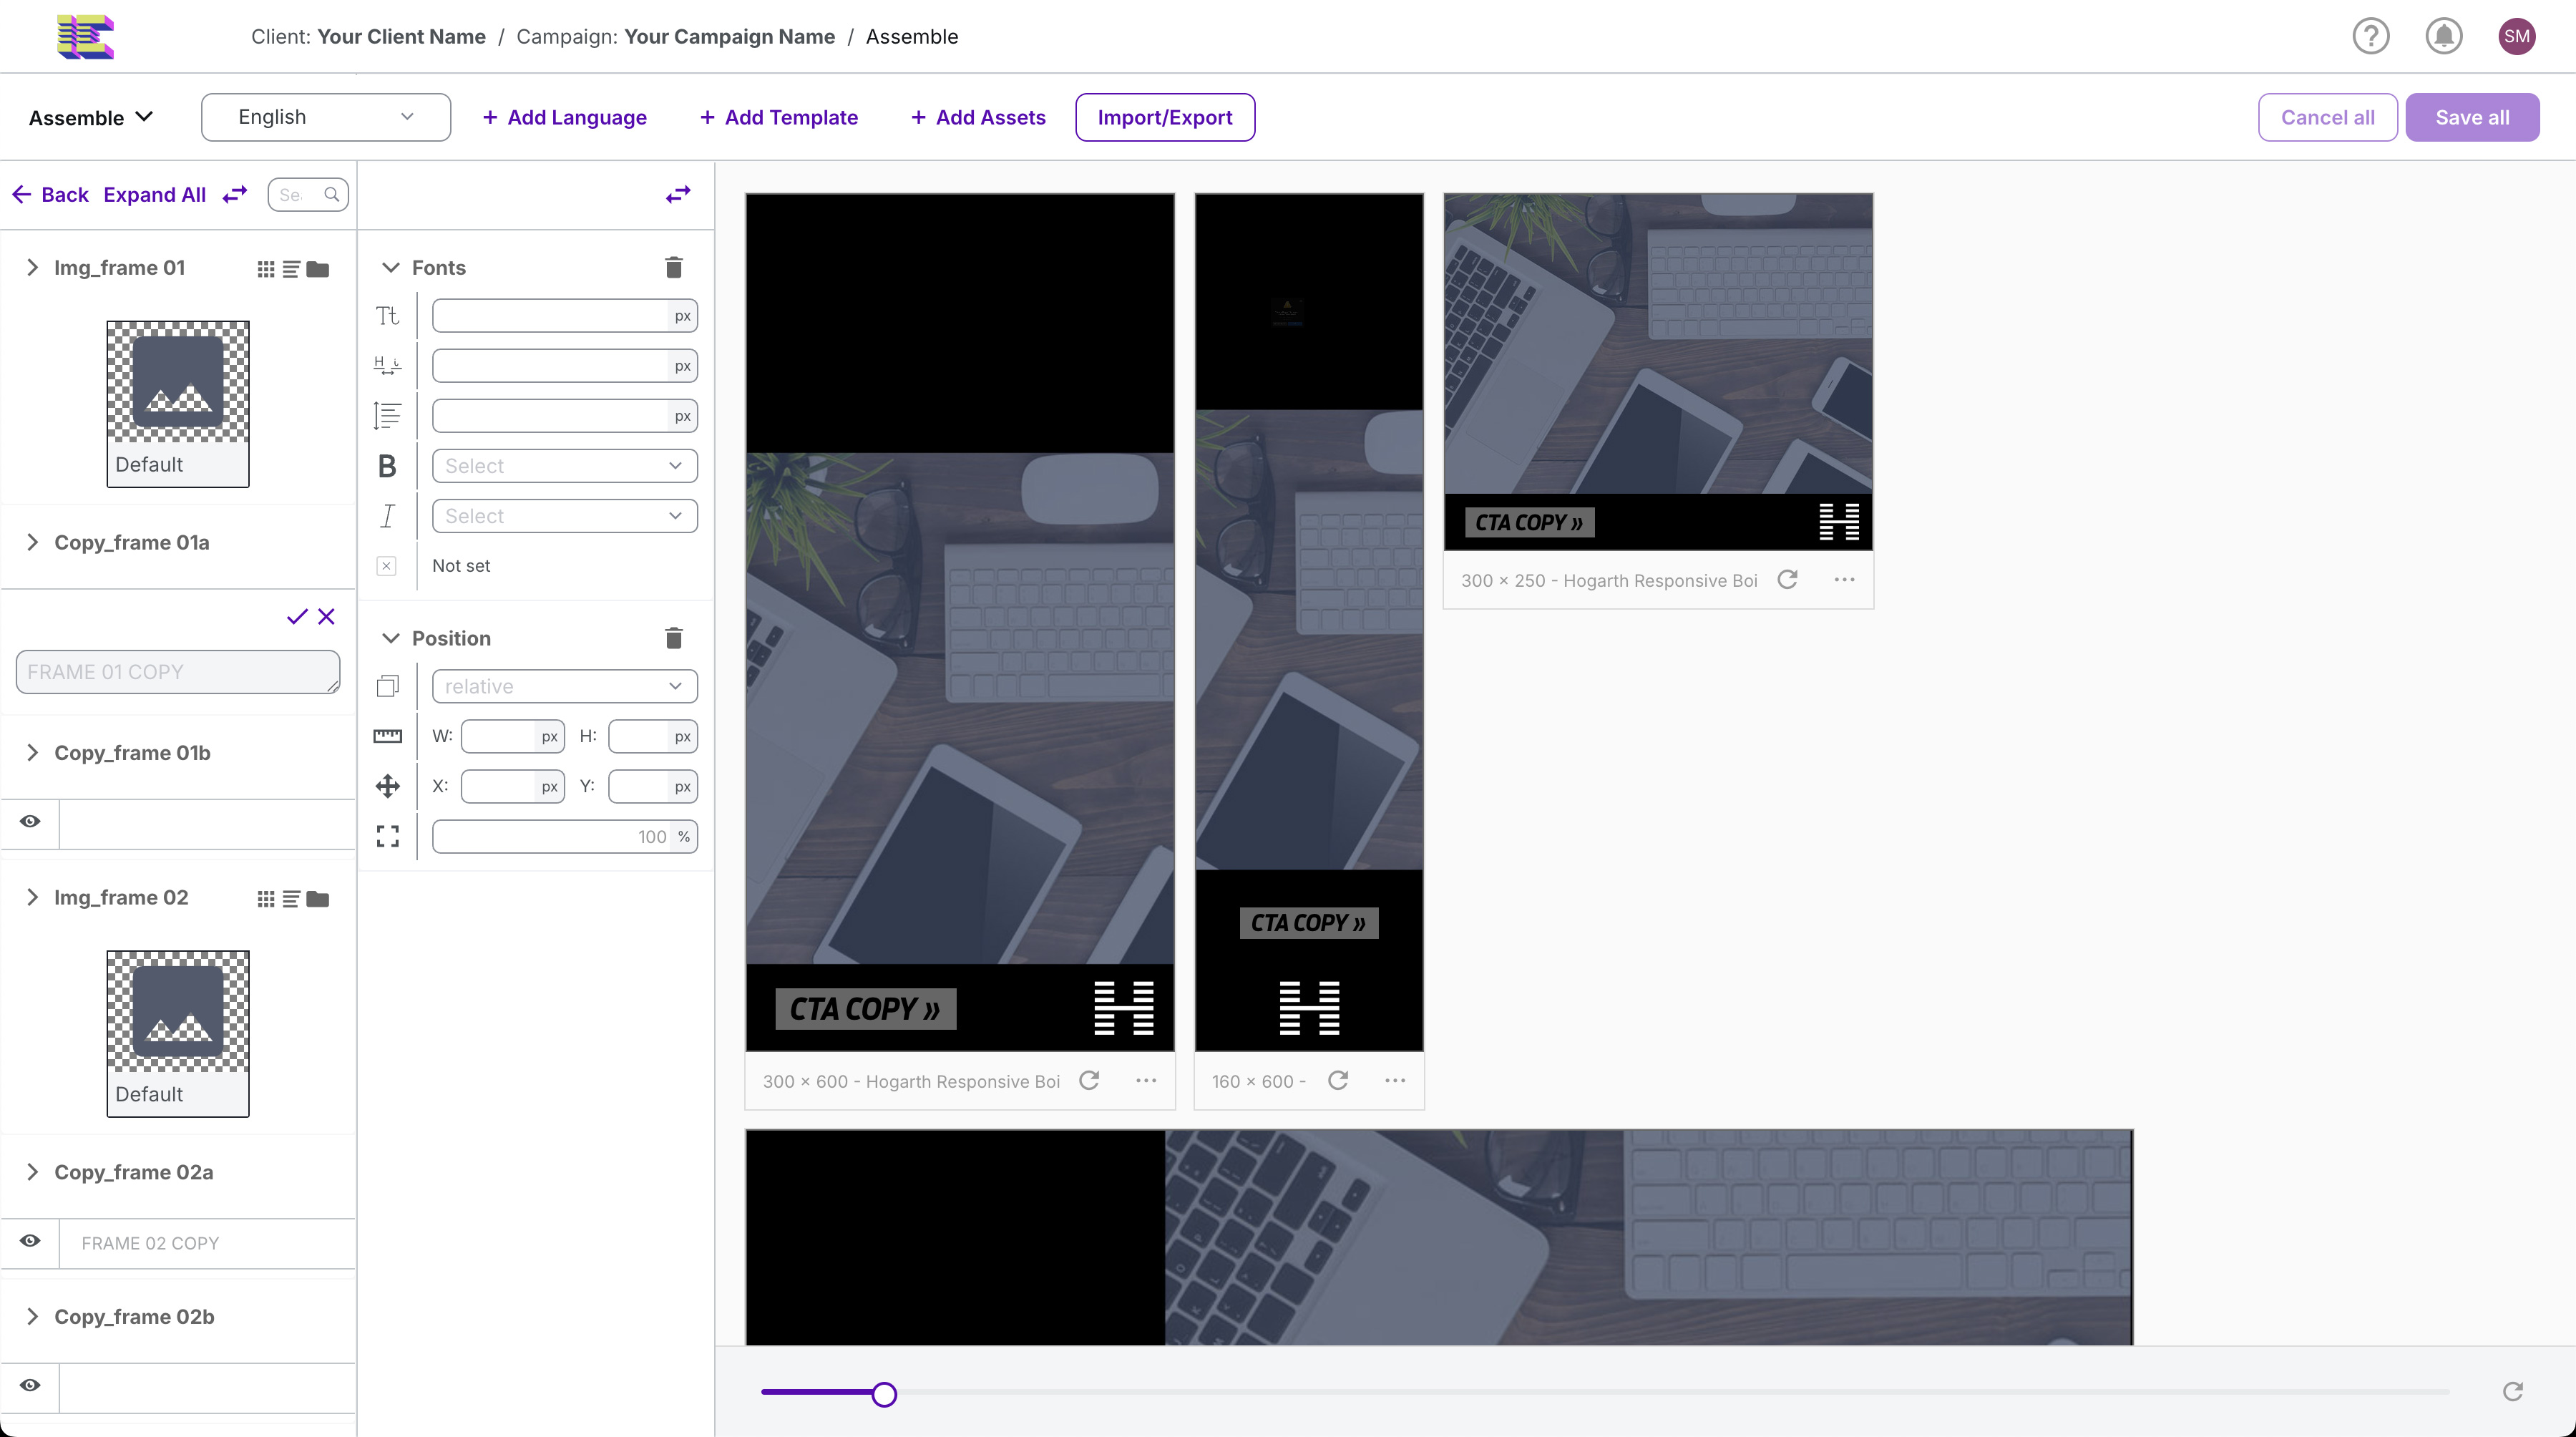 Client: Your Client Name / Campaign: Your Campaign Name / Assemble
SM
Assemble
English
+ Add Language
+ Add Template
+ Add Assets
Import/Export
Cancel all
Save all
Back
Expand All
Se
Img_frame 01
Default
Copy_frame 01a
FRAME 01 COPY
Copy_frame 01b
Img_frame 02
Default
Copy_frame 02a
FRAME 02 COPY
Copy_frame 02b
Fonts
Tt
px
px
px
B
Select
I
Select
Not set
Position
relative
W:
px
H:
px
X:
px
Y:
px
100 %
CTA COPY »
H
300 × 600 - Hogarth Responsive Boi
CTA COPY »
H
160 × 600 -
CTA COPY »
H
300 × 250 - Hogarth Responsive Boi